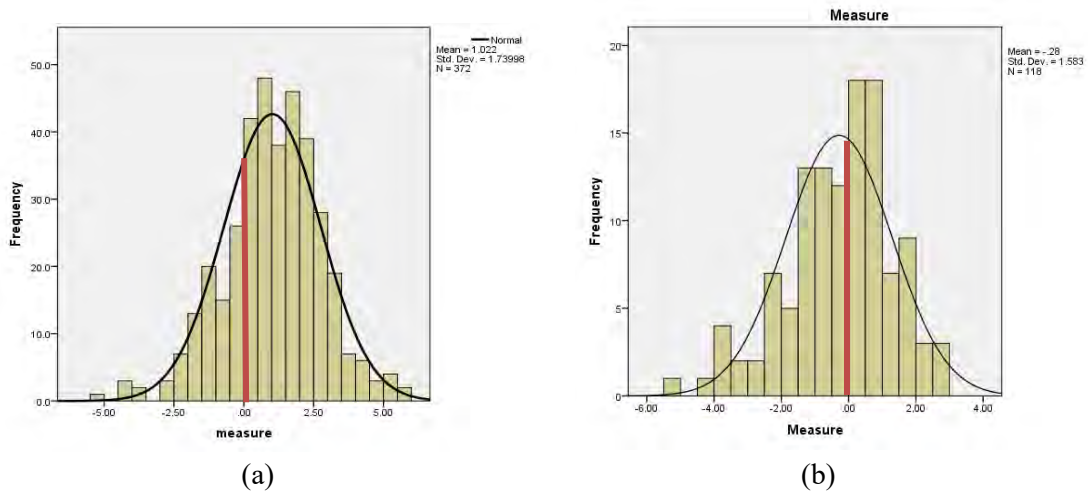 Normal
Mean = 1.022
Std. Dev. = 1.73998
N = 372
50.0
40.0
30.0
20.0
10.0
0.0
Frequency
-5.00
-2.50
.00
2.50
5.00
measure
(a)
Measure
Mean = -.28
Std. Dev. = 1.583
N = 118
20
15
10
5
0
Frequency
-6.00
-4.00
-2.00
.00
2.00
4.00
Measure
(b)